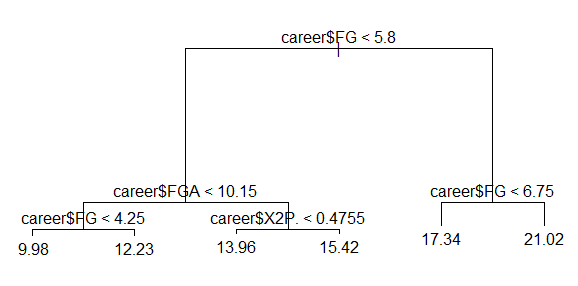 career$FG < 5.8
career$FGA < 10.15
career$FG < 6.75
career$FG < 4.25
career$X2P. < 0.4755
9.98
12.23
13.96
15.42
17.34
21.02